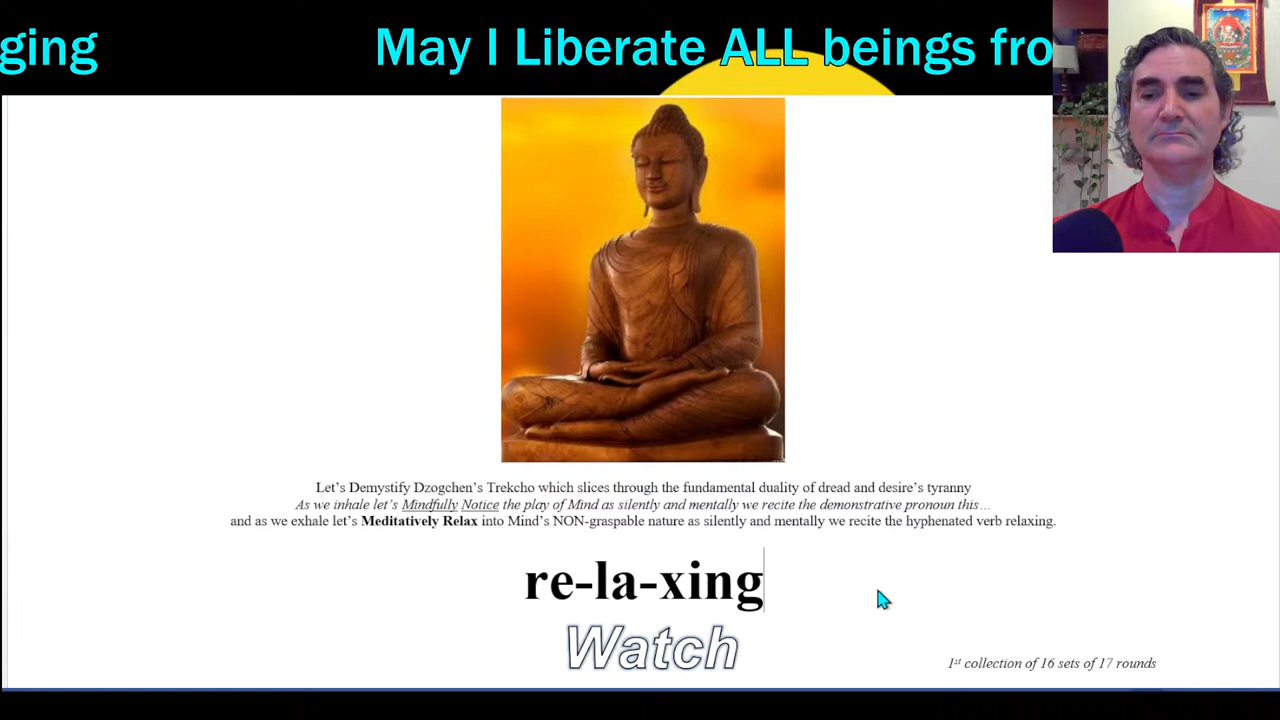 ging May I Liberate ALL beings fro
Let's Demystify Dzogchen's Trekcho which slices through the fundamental duality of dread and desire's tyranny
As we inhale let's Mindfully Notice the play of Mind as silently and mentally we recite the demonstrative pronoun this…
and as we exhale let's Meditatively Relax into Mind's NON-graspable nature as silently and mentally we recite the hyphenated verb relaxing.
re-la-xing
Watch
1st collection of 16 sets of 17 rounds